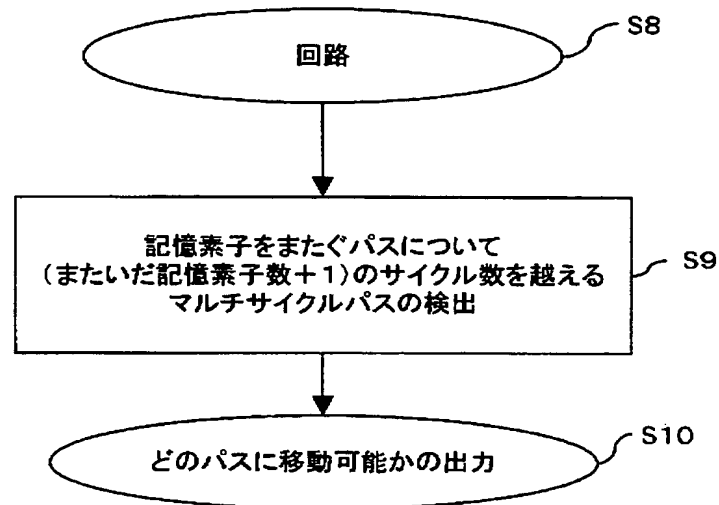 回路
S8
記憶素子をまたぐパスについて
（またいだ記憶素子数＋1）のサイクル数を越える
マルチサイクルパスの検出
S9
どのパスに移動可能かの出力
S10